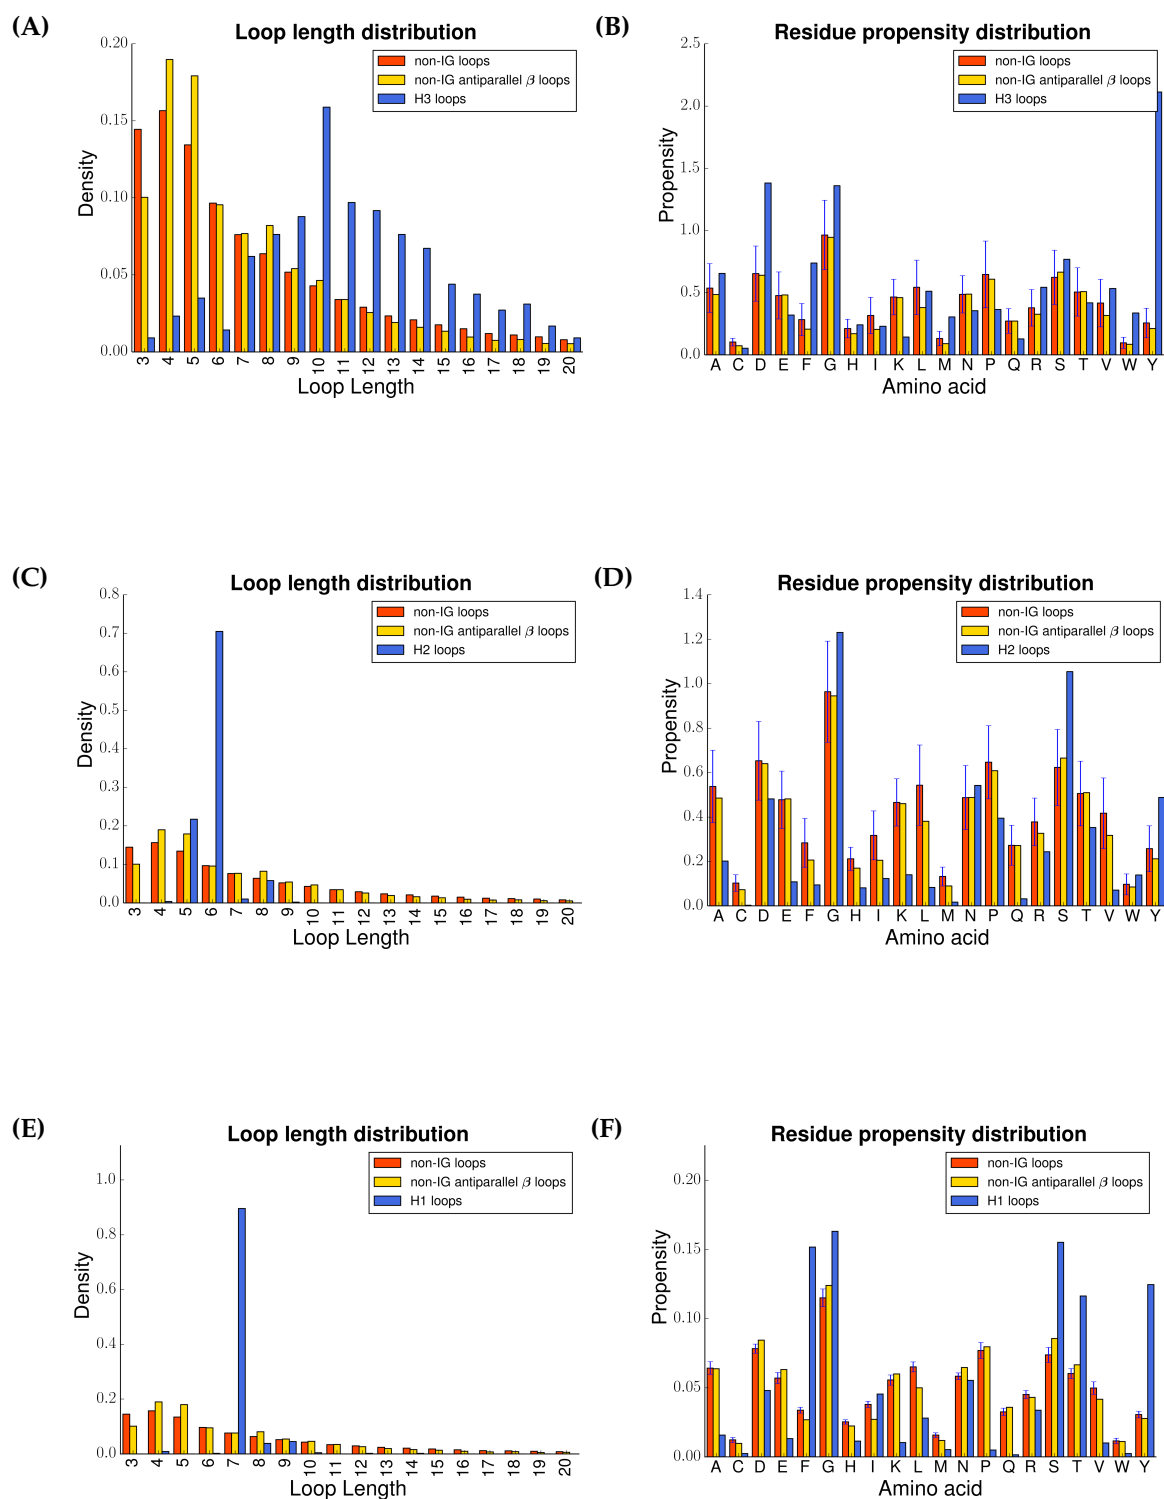 (A)
Loop length distribution
0.20
0.15
0.10
0.05
0.00
Density
non-IG loops
non-IG antiparallel β loops
H3 loops
3 4 5 6 7 8 9 10 11 12 13 14 15 16 17 18 19 20
Loop Length
(B)
Residue propensity distribution
2.5
2.0
1.5
1.0
0.5
0.0
Propensity
non-IG loops
non-IG antiparallel β loops
H3 loops
A C D E F G H I K L M N P Q R S T V W Y
Amino acid
(C)
Loop length distribution
0.8
0.7
0.6
0.5
0.4
0.3
0.2
0.1
0.0
Density
non-IG loops
non-IG antiparallel β loops
H2 loops
3 4 5 6 7 8 9 10 11 12 13 14 15 16 17 18 19 20
Loop Length
(D)
Residue propensity distribution
1.4
1.2
1.0
0.8
0.6
0.4
0.2
0.0
Propensity
non-IG loops
non-IG antiparallel β loops
H2 loops
A C D E F G H I K L M N P Q R S T V W Y
Amino acid
(E)
Loop length distribution
1.0
0.8
0.6
0.4
0.2
0.0
Density
non-IG loops
non-IG antiparallel β loops
H1 loops
3 4 5 6 7 8 9 10 11 12 13 14 15 16 17 18 19 20
Loop Length
(F)
Residue propensity distribution
0.20
0.15
0.10
0.05
0.00
Propensity
non-IG loops
non-IG antiparallel β loops
H1 loops
A C D E F G H I K L M N P Q R S T V W Y
Amino acid